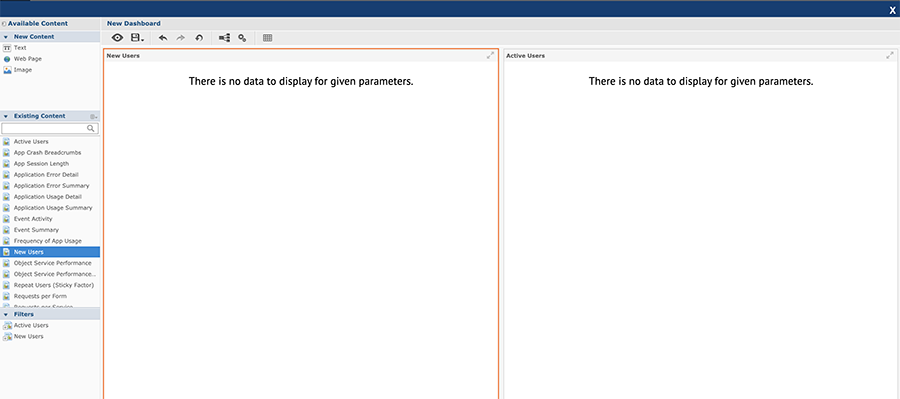 X
Available Content
New Dashboard
New Content
TT Text
Web Page
Image
Existing Content
Active Users
App Crash Breadcrumbs
App Session Length
Application Error Detail
Application Error Summary
Application Usage Detail
Application Usage Summary
Event Activity
Event Summary
Frequency of App Usage
New Users
Object Service Performance
Object Service Performance...
Repeat Users (Sticky Factor)
Requests per Form
Requests per Service
Filters
Active Users
New Users
New Users
There is no data to display for given parameters.
Active Users
There is no data to display for given parameters.